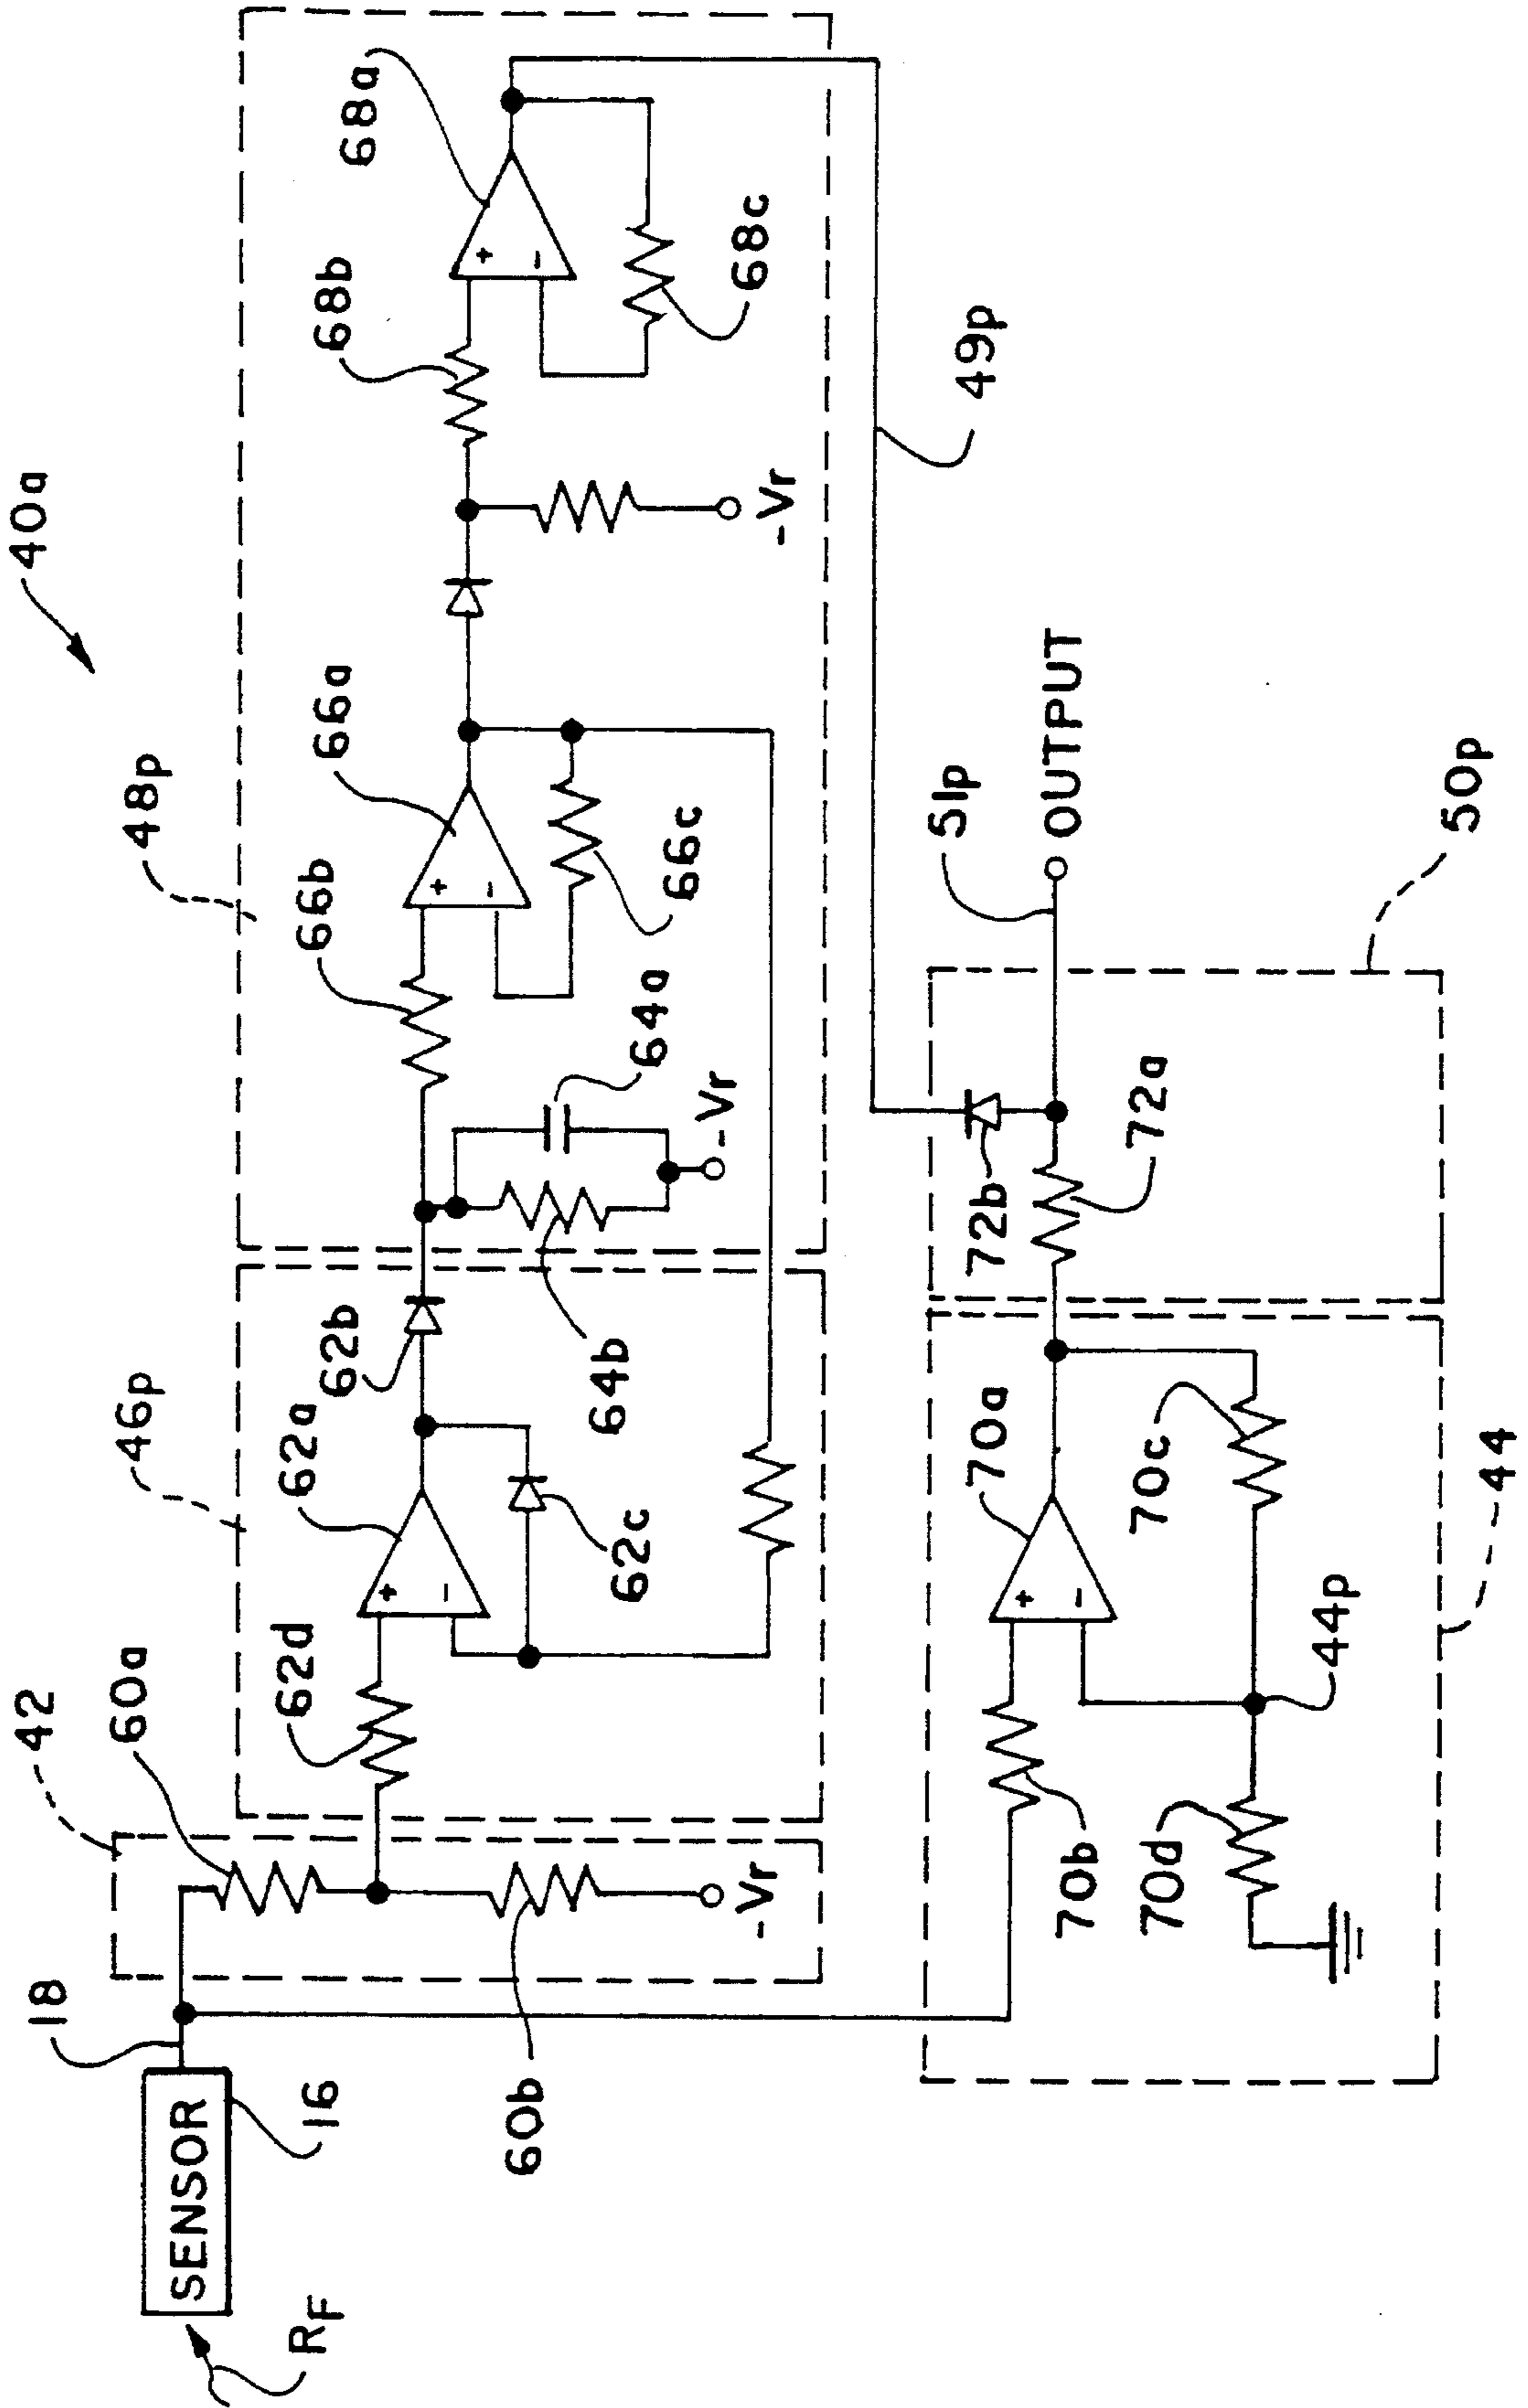 40a
48p
68a
68b
68c
+
-
-Vr
66a
66b
66c
+
-
64a
-Vr
46p
62b
64b
62a
62c
62d
+
-
42
60a
60b
-Vr
18
SENSOR
16
RF
49p
51p
OUTPUT
50p
72b
72a
70a
70c
+
-
44p
44
70b
70d